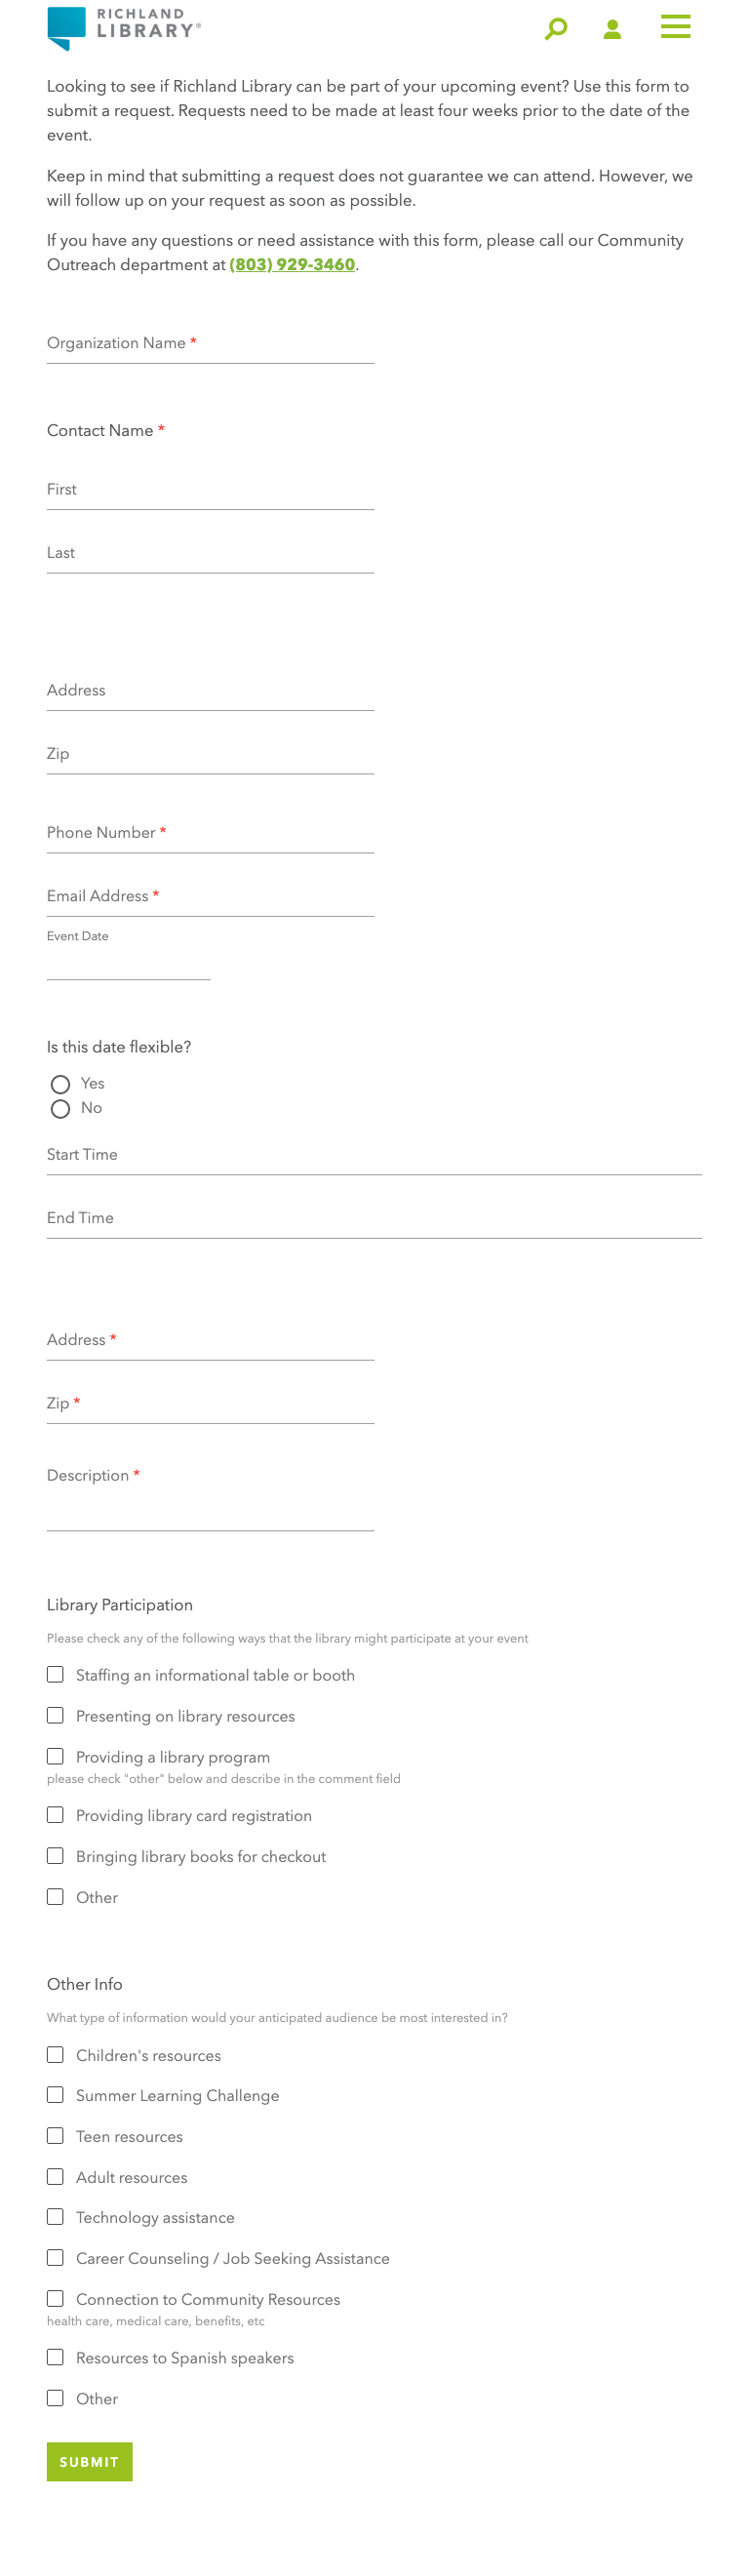 RICHLAND
LIBRARY®
Looking to see if Richland Library can be part of your upcoming event? Use this form to
submit a request. Requests need to be made at least four weeks prior to the date of the
event.
Keep in mind that submitting a request does not guarantee we can attend. However, we
will follow up on your request as soon as possible.
If you have any questions or need assistance with this form, please call our Community
Outreach department at (803) 929-3460.
Organization Name *
Contact Name *
First
Last
Address
Zip
Phone Number *
Email Address *
Event Date
Is this date flexible?
Yes
No
Start Time
End Time
Address *
Zip *
Description *
Library Participation
Please check any of the following ways that the library might participate at your event
Staffing an informational table or booth
Presenting on library resources
Providing a library program
please check "other" below and describe in the comment field
Providing library card registration
Bringing library books for checkout
Other
Other Info
What type of information would your anticipated audience be most interested in?
Children's resources
Summer Learning Challenge
Teen resources
Adult resources
Technology assistance
Career Counseling / Job Seeking Assistance
Connection to Community Resources
health care, medical care, benefits, etc
Resources to Spanish speakers
Other
SUBMIT